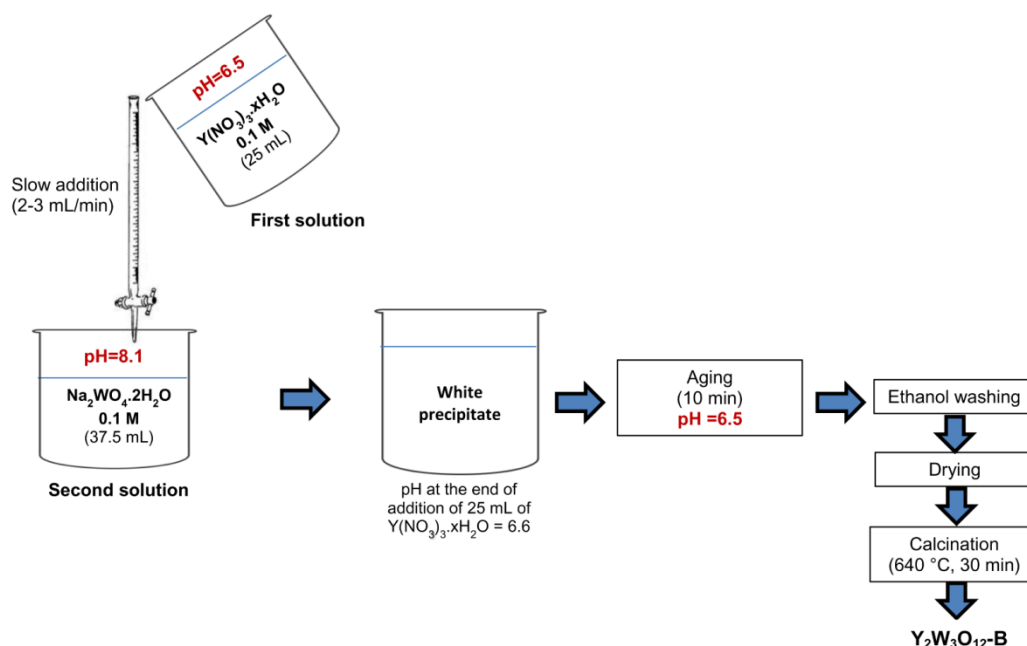 pH=6.5
Y(NO₃)₃.xH₂O
0.1 M
(25 mL)
Slow addition
(2-3 mL/min)
First solution
pH=8.1
Na₂WO₄.2H₂O
0.1 M
(37.5 mL)
Second solution
White
precipitate
pH at the end of
addition of 25 mL of
Y(NO₃)₃.xH₂O = 6.6
Aging
(10 min)
pH =6.5
Ethanol washing
Drying
Calcination
(640 °C, 30 min)
Y₂W₃O₁₂-B